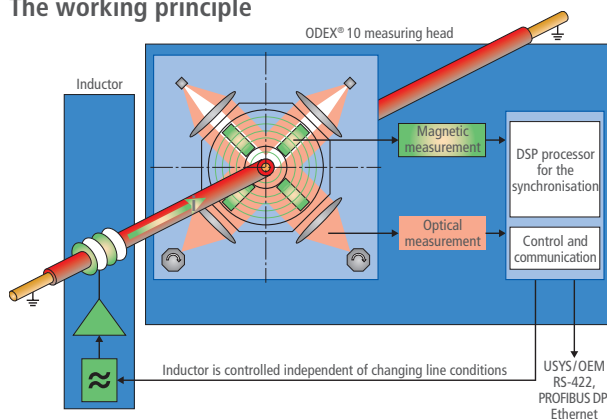 The working principle
ODEX® 10 measuring head
Inductor
Magnetic
measurement
DSP processor
for the
synchronisation
Optical
measurement
Control and
communication
I
≈
Inductor is controlled independent of changing line conditions
USYS/OEM
RS-422,
PROFIBUS DP
Ethernet